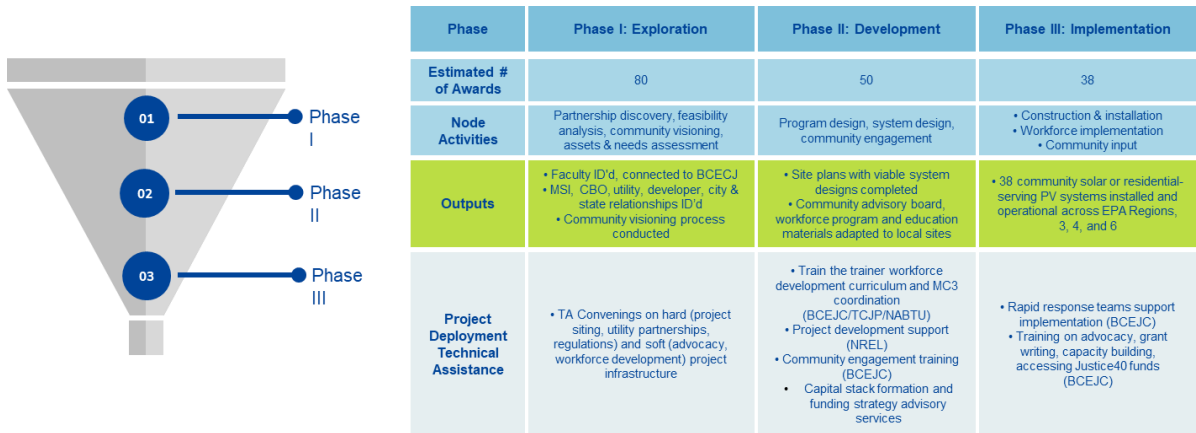 01
Phase
I
02
Phase
II
03
Phase
III
Phase
Phase I: Exploration
Phase II: Development
Phase III: Implementation
Estimated #
of Awards
80
50
38
Node
Activities
Partnership discovery, feasibility
analysis, community visioning,
assets & needs assessment
Program design, system design,
community engagement
• Construction & installation
• Workforce implementation
• Community input
Outputs
• Faculty ID'd, connected to BCECJ
• MSI, CBO, utility, developer, city &
state relationships ID'd
• Community visioning process
conducted
• Site plans with viable system
designs completed
• Community advisory board,
workforce program and education
materials adapted to local sites
• 38 community solar or residential-
serving PV systems installed and
operational across EPA Regions,
3, 4, and 6
Project
Deployment
Technical
Assistance
• TA Convenings on hard (project
siting, utility partnerships,
regulations) and soft (advocacy,
workforce development) project
infrastructure
• Train the trainer workforce
development curriculum and MC3
coordination
(BCEJC/TCJP/NABTU)
• Project development support
(NREL)
• Community engagement training
(BCEJC)
• Capital stack formation and
funding strategy advisory
services
• Rapid response teams support
implementation (BCEJC)
• Training on advocacy, grant
writing, capacity building,
accessing Justice40 funds
(BCEJC)